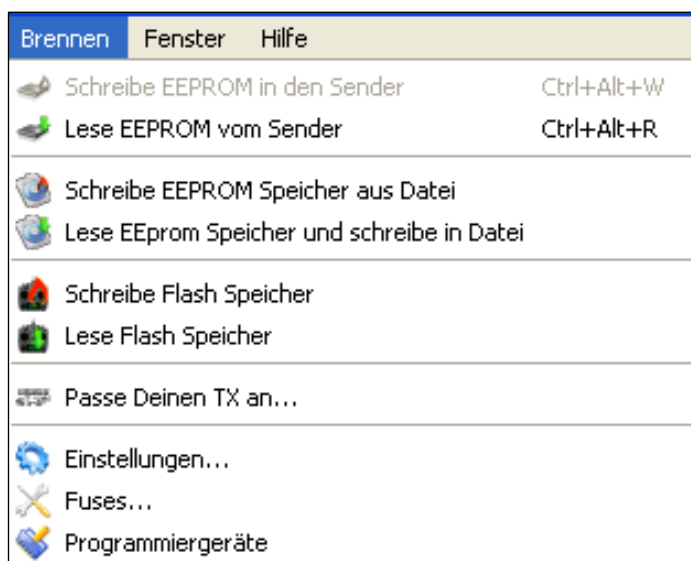 Brennen Fenster Hilfe
Schreibe EEPROM in den Sender Ctrl+Alt+W
Lese EEPROM vom Sender Ctrl+Alt+R
Schreibe EEPROM Speicher aus Datei
Lese EEprom Speicher und schreibe in Datei
Schreibe Flash Speicher
Lese Flash Speicher
Passe Deinen TX an...
Einstellungen...
Fuses...
Programmiergeräte